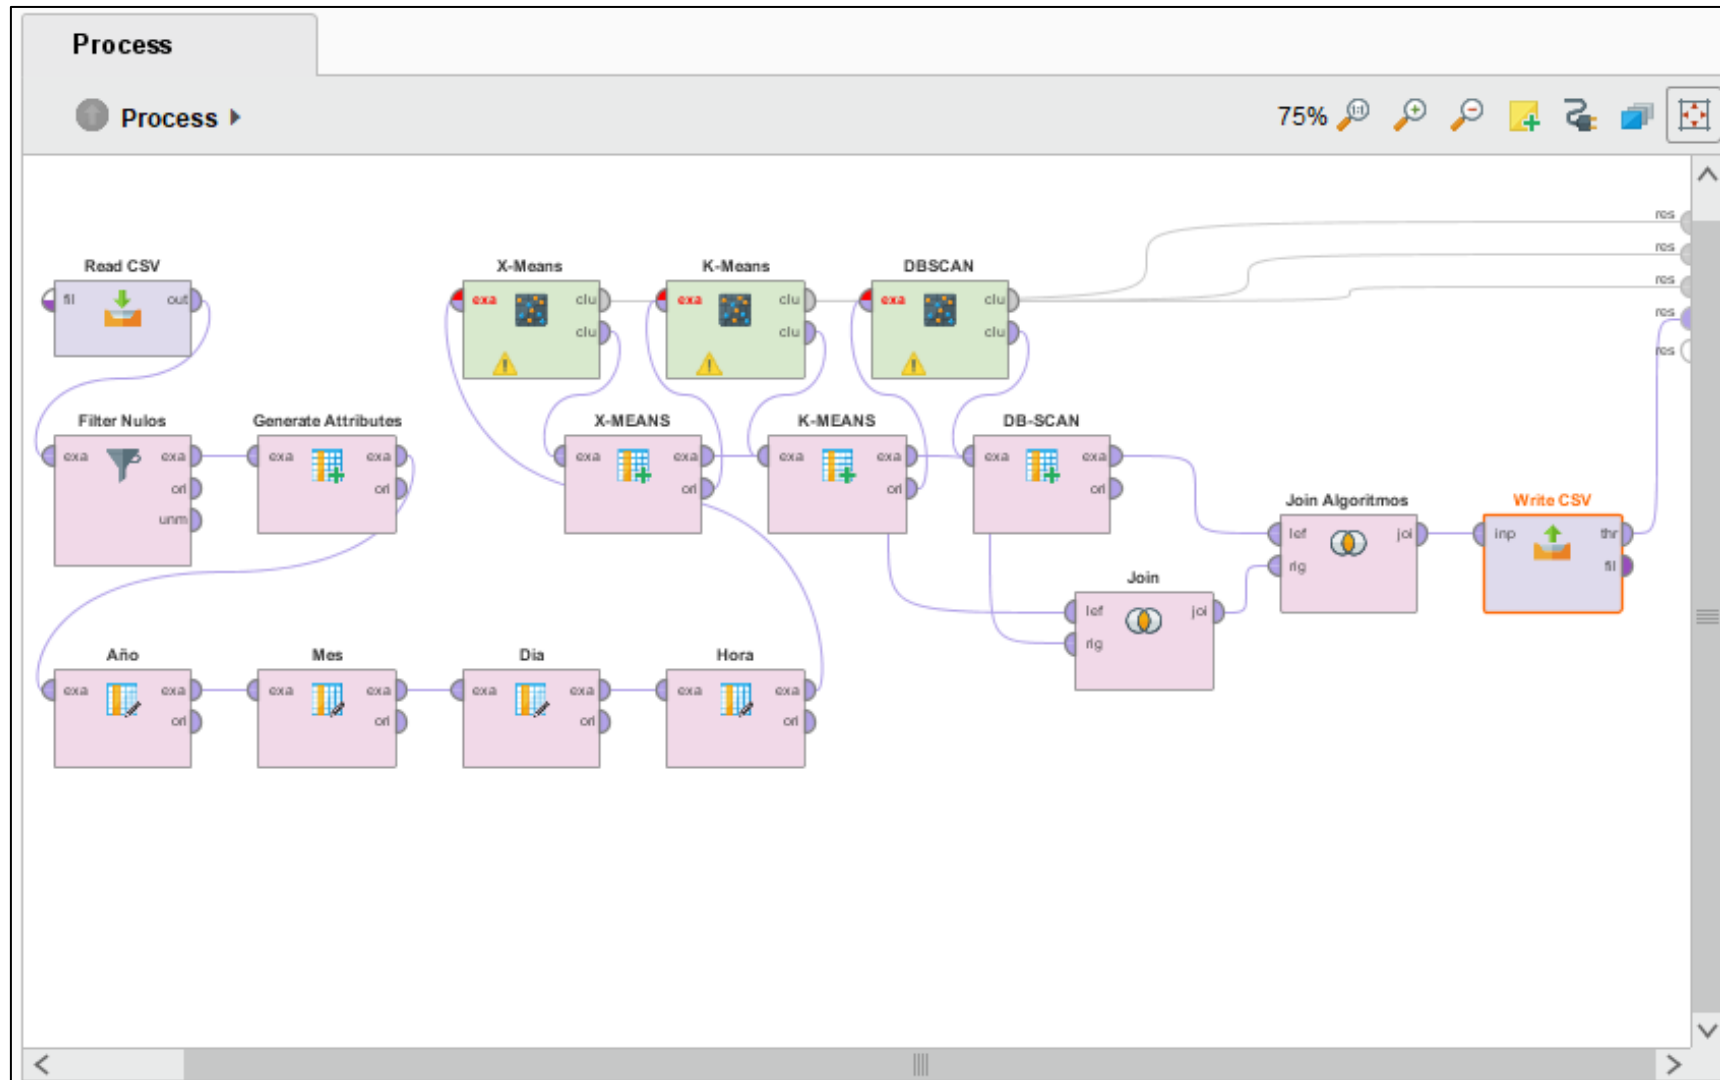 Process
Process
75%
res
res
res
res
res
Read CSV
fil out
X-Means
exa clu
clu
K-Means
exa clu
clu
DBSCAN
exa clu
clu
Filter Nulos
exa exa
ori
unm
Generate Attributes
exa exa
ori
X-MEANS
exa exa
ori
K-MEANS
exa exa
ori
DB-SCAN
exa exa
ori
Join Algoritmos
lef joi
rig
Write CSV
inp thr
fil
Join
lef joi
rig
Año
exa exa
ori
Mes
exa exa
ori
Dia
exa exa
ori
Hora
exa exa
ori